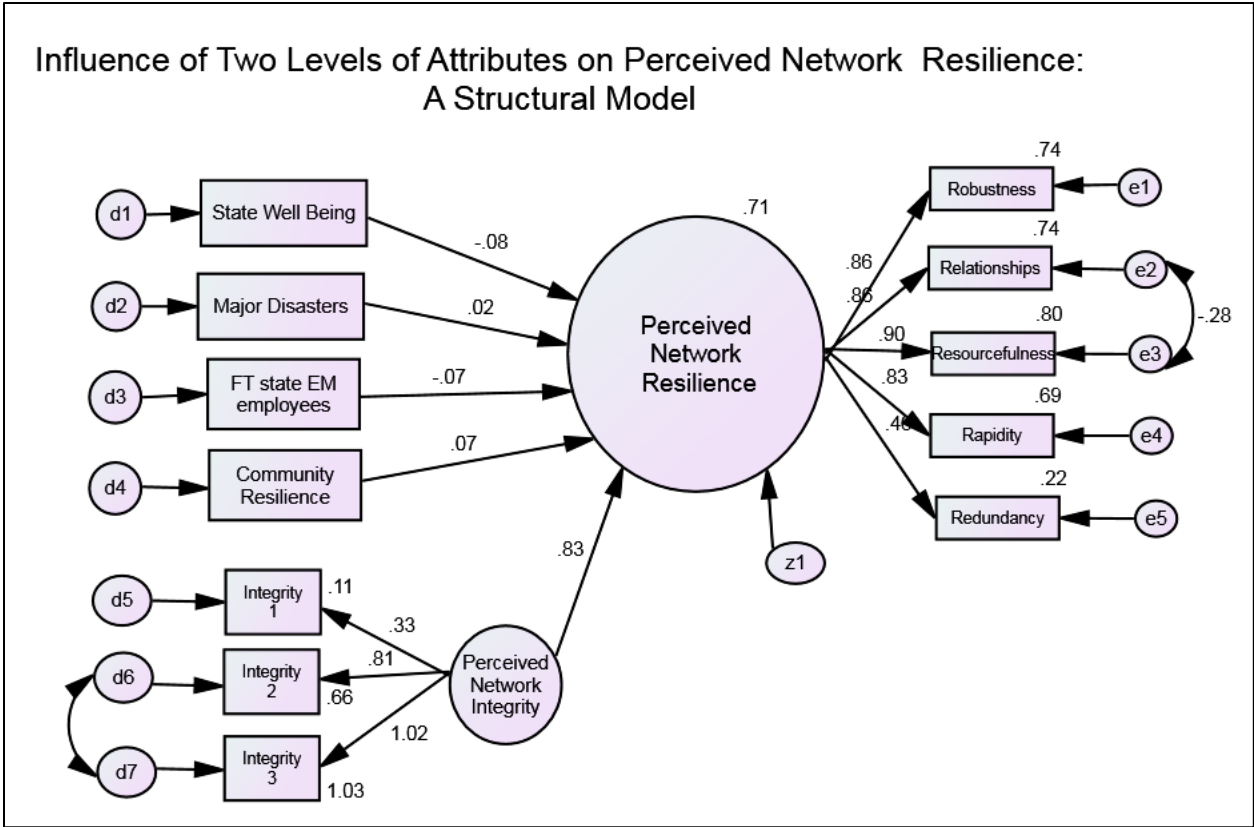 Influence of Two Levels of Attributes on Perceived Network Resilience:
A Structural Model
d1
State Well Being
-.08
d2
Major Disasters
.02
d3
FT state EM
employees
-.07
d4
Community
Resilience
.07
d5
Integrity
1
.11
.33
d6
Integrity
2
.81
.66
d7
Integrity
3
1.02
1.03
Perceived
Network
Integrity
.83
Perceived
Network
Resilience
.71
z1
.86
.86
.90
.83
.74
Robustness
e1
.74
Relationships
e2
.80
Resourcefulness
e3
-.28
.69
Rapidity
e4
.22
Redundancy
e5